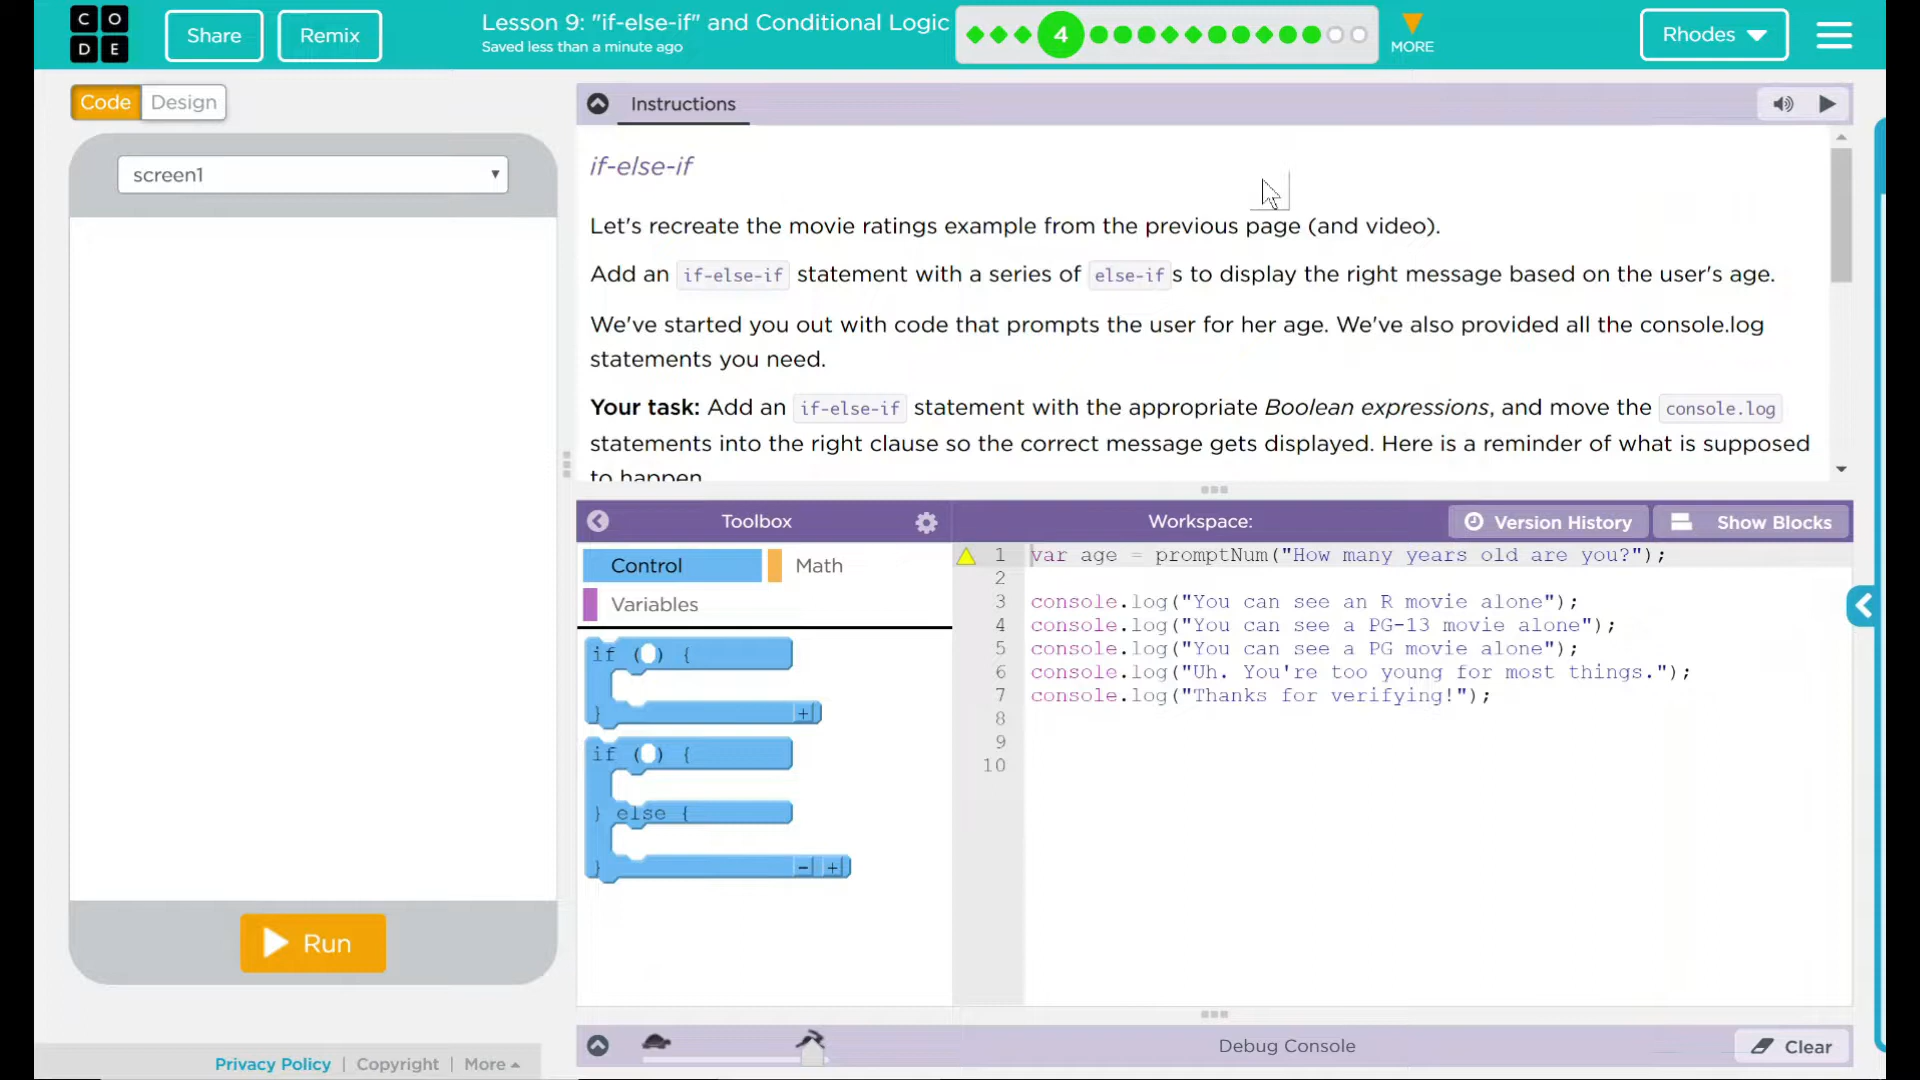 CODE
Share
Remix
Lesson 9: "if-else-if" and Conditional Logic
Saved less than a minute ago
4
MORE
Rhodes
Code
Design
Instructions
screen1
if-else-if
Let's recreate the movie ratings example from the previous page (and video).
Add an if-else-if statement with a series of else-if s to display the right message based on the user's age.
We've started you out with code that prompts the user for her age. We've also provided all the console.log
statements you need.
Your task: Add an if-else-if statement with the appropriate Boolean expressions, and move the console.log
statements into the right clause so the correct message gets displayed. Here is a reminder of what is supposed
to happen
Toolbox
Workspace:
Version History
Show Blocks
Control
Math
Variables
if ( ) {
}
+
if ( ) {
} else {
}
- +
1 var age = promptNum("How many years old are you?");
2
3 console.log("You can see an R movie alone");
4 console.log("You can see a PG-13 movie alone");
5 console.log("You can see a PG movie alone");
6 console.log("Uh. You're too young for most things.");
7 console.log("Thanks for verifying!");
8
9
10
Run
Debug Console
Clear
Privacy Policy | Copyright | More